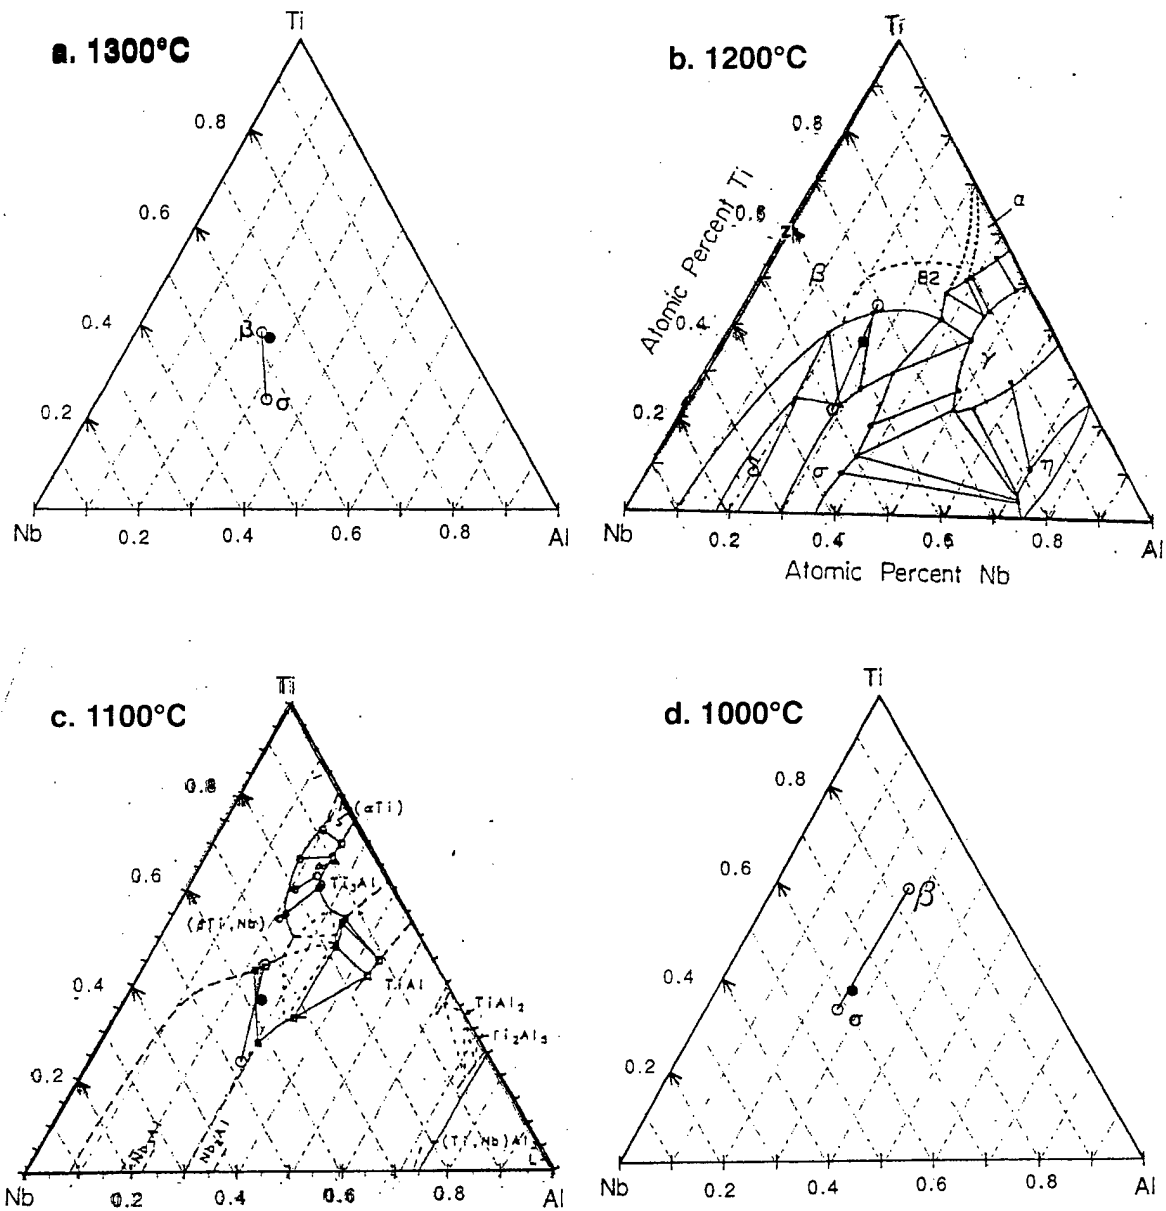 Ti
a. 1300°C
0.8
0.6
0.4
β
0.2
σ
Nb
0.2
0.4
0.6
0.8
Al
Ti
b. 1200°C
0.8
Atomic Percent Ti
α
β
B2
0.4
γ
0.2
σ
η
Nb
0.2
0.4
0.6
0.8
Al
Atomic Percent Nb
Ti
c. 1100°C
0.8
(αTi)
0.6
Ti₃Al
(βTi,Nb)
0.4
TiAl
TiAl₂
Ti₂Al₅
0.2
Nb₃Al
Nb₂Al
(Ti,Nb)Al₃
L
Nb
0.2
0.4
0.6
0.8
Al
Ti
d. 1000°C
0.8
0.6
β
0.4
σ
0.2
Nb
0.2
0.4
0.6
0.8
Al